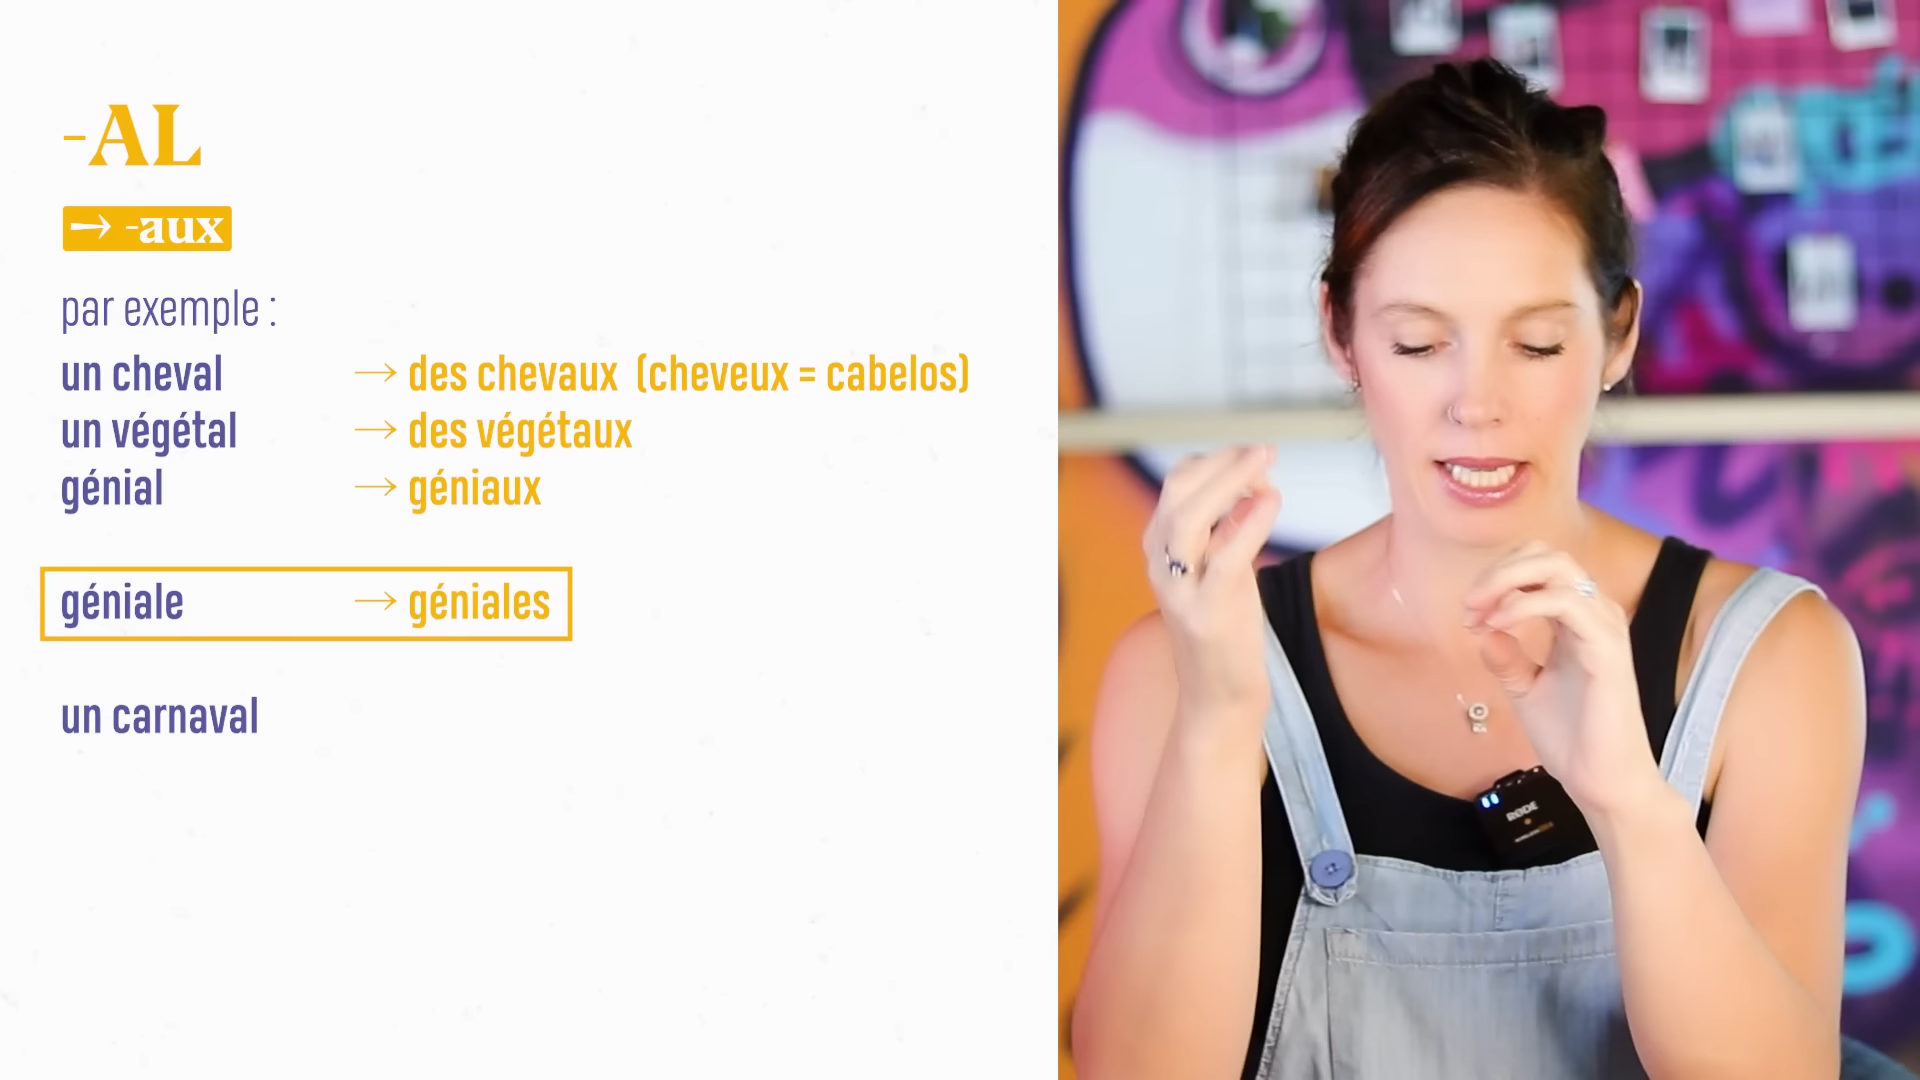 -AL
→ -aux
par exemple :
un cheval → des chevaux (cheveux = cabelos)
un végétal → des végétaux
génial → géniaux
géniale → géniales
un carnaval
RØDE